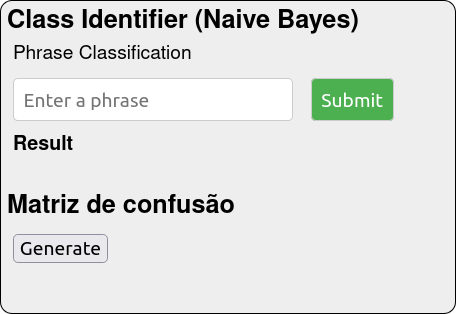 Class Identifier (Naive Bayes)
Phrase Classification
Enter a phrase Submit
Result
Matriz de confusão
Generate